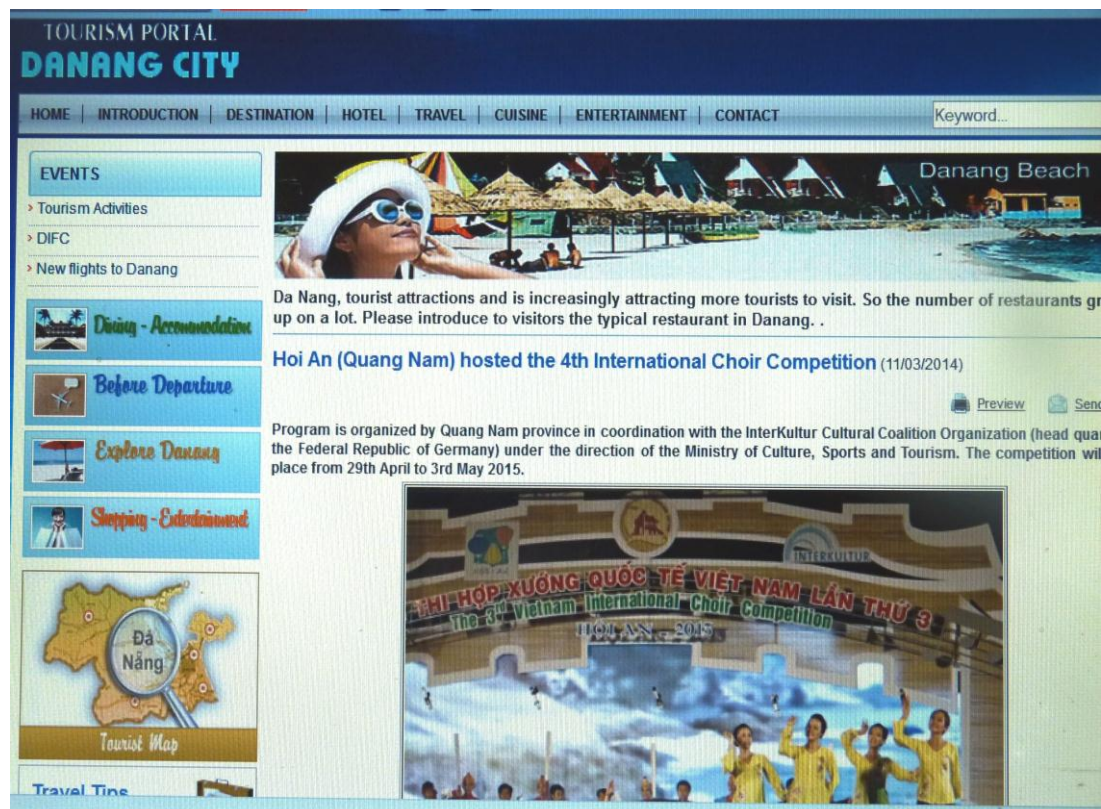 TOURISM PORTAL
DANANG CITY
HOME | INTRODUCTION | DESTINATION | HOTEL | TRAVEL | CUISINE | ENTERTAINMENT | CONTACT
Keyword...
EVENTS
Tourism Activities
DIFC
New flights to Danang
Dining - Accommodation
Before Departure
Explore Danang
Shopping - Extertainment
Đà
Nẵng
Tourist Map
Travel Tips
Danang Beach
Da Nang, tourist attractions and is increasingly attracting more tourists to visit. So the number of restaurants gr
up on a lot. Please introduce to visitors the typical restaurant in Danang. .
Hoi An (Quang Nam) hosted the 4th International Choir Competition (11/03/2014)
Preview Send
Program is organized by Quang Nam province in coordination with the InterKultur Cultural Coalition Organization (head quar
the Federal Republic of Germany) under the direction of the Ministry of Culture, Sports and Tourism. The competition wil
place from 29th April to 3rd May 2015.
INTERKULTUR
THI HỢP XƯỚNG QUỐC TẾ VIỆT NAM LẦN THỨ 3
The 3rd Vietnam International Choir Competition
HỘI AN - 2013